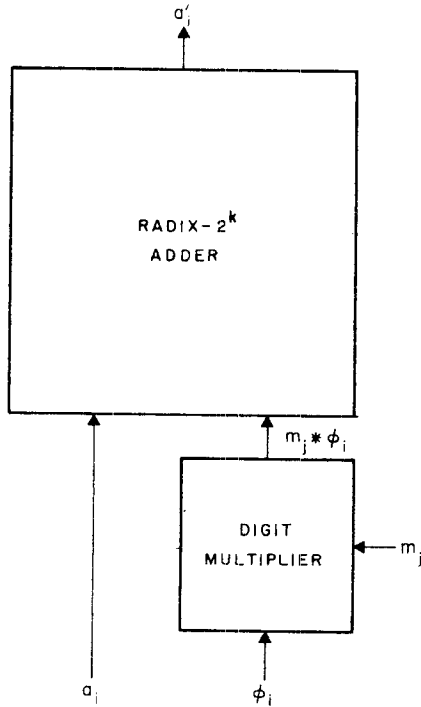 a′ᵢ
RADIX-2ᵏ
ADDER
mⱼ * ϕᵢ
DIGIT
MULTIPLIER
mⱼ
aᵢ
ϕᵢ